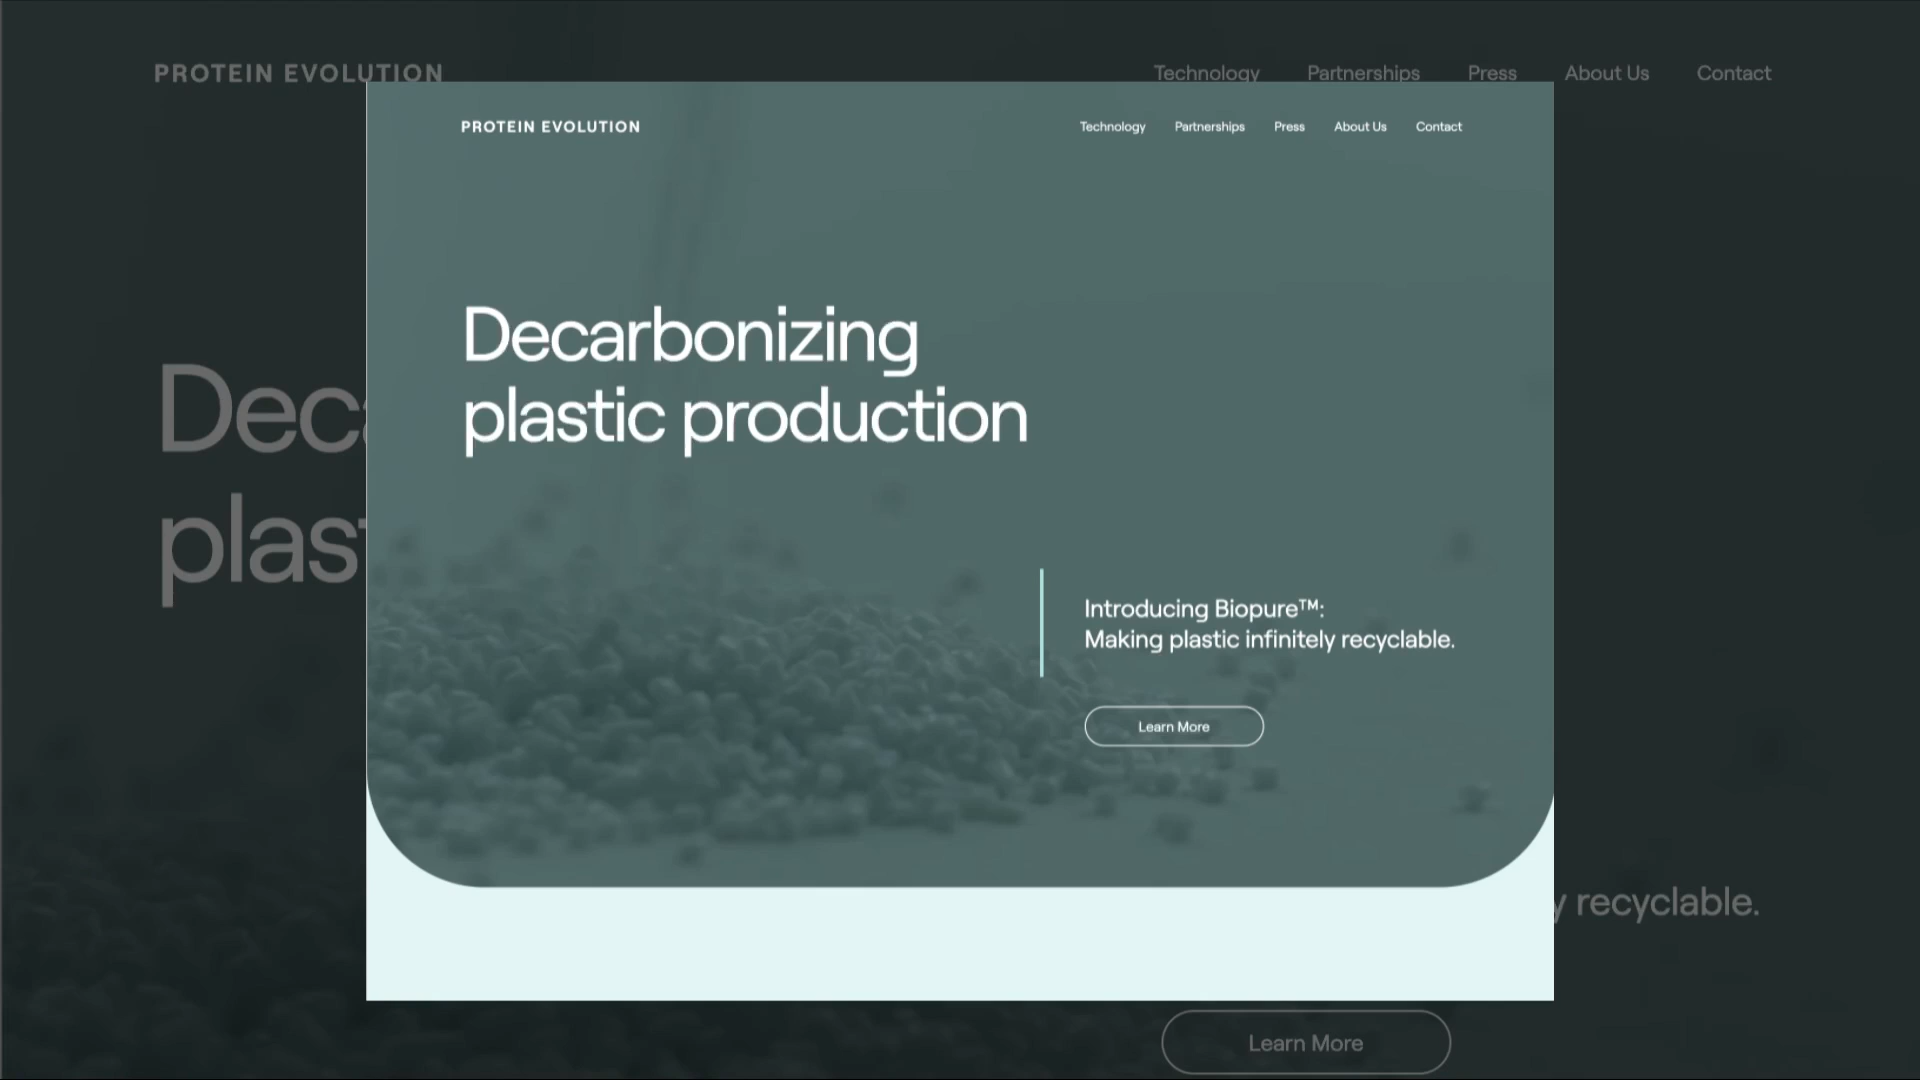 PROTEIN EVOLUTION
Technology Partnerships Press About Us Contact
PROTEIN EVOLUTION
Technology Partnerships Press About Us Contact
Decarbonizing
plastic production
Introducing Biopure™:
Making plastic infinitely recyclable.
Learn More
recyclable.
Learn More